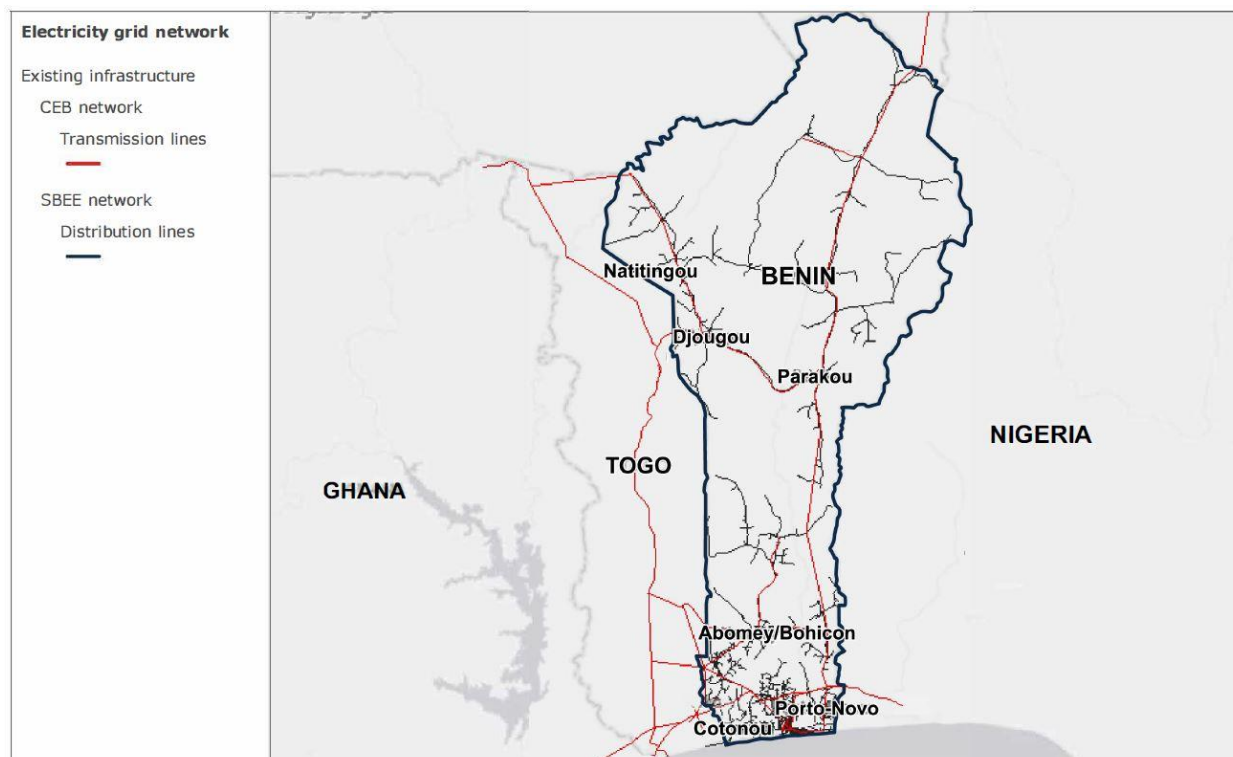 Electricity grid network
Existing infrastructure
CEB network
Transmission lines
SBEE network
Distribution lines
Natitingou
BENIN
Djougou
Parakou
NIGERIA
TOGO
GHANA
Abomey/Bohicon
Porto-Novo
Cotonou